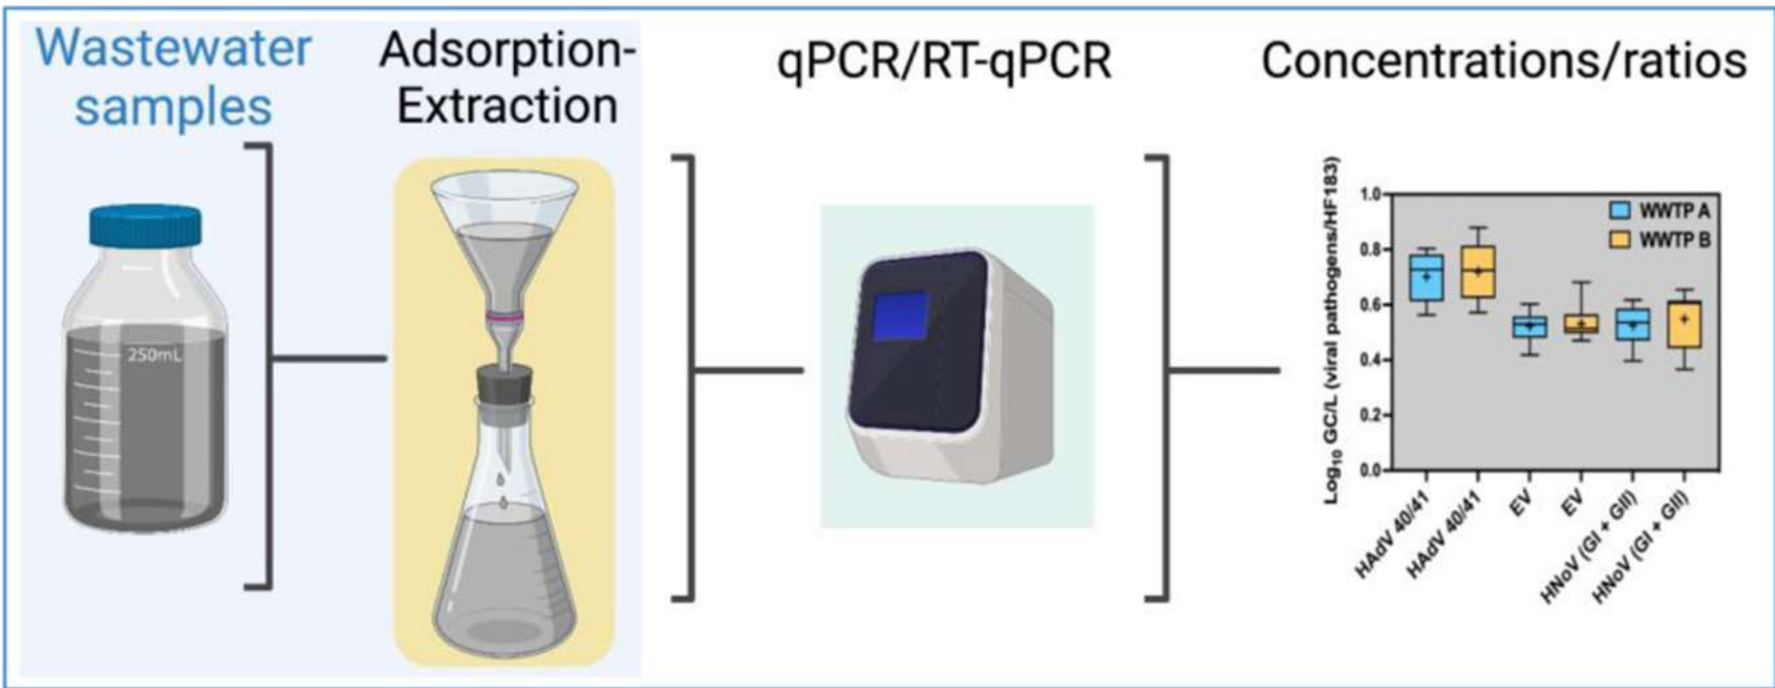 Wastewater
samples
Adsorption-
Extraction
qPCR/RT-qPCR
Concentrations/ratios
250mL
Log₁₀ GC/L (viral pathogens/HF183)
1.0
0.8
0.6
0.4
0.2
0.0
WWTP A
WWTP B
HAdV 40/41
HAdV 40/41
EV
EV
HNoV (GI + GII)
HNoV (GI + GII)